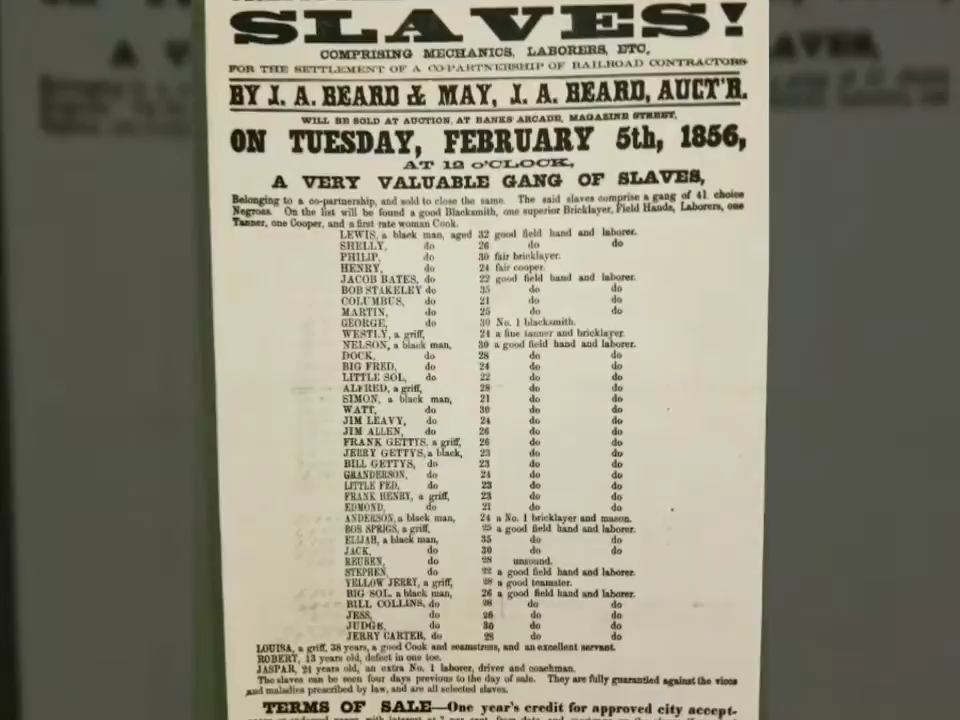 SLAVES!
COMPRISING MECHANICS, LABORERS, ETC,
FOR THE SETTLEMENT OF A CO-PARTNERSHIP OF RAILROAD CONTRACTORS
BY J. A. BEARD & MAY, J. A. BEARD, AUCT'R.
WILL BE SOLD AT AUCTION, AT BANKS' ARCADE, MAGAZINE STREET,
ON TUESDAY, FEBRUARY 5th, 1856,
AT 12 O'CLOCK,
A VERY VALUABLE GANG OF SLAVES,
Belonging to a co-partnership, and sold to close the same. The said slaves comprise a gang of 41 choice
Negroes. On the list will be found a good Blacksmith, one superior Bricklayer, Field Hands, Laborers, one
Tanner, one Cooper, and a first rate woman Cook.
LEWIS, a black man, aged 32 good field hand and laborer.
SHELLY, do 26 do do
PHILIP, do 30 fair bricklayer.
HENRY, do 24 fair cooper.
JACOB BATES, do 22 good field hand and laborer.
BOB STAKELEY do 35 do do
COLUMBUS, do 21 do do
MARTIN, do 25 do do
GEORGE, do 30 No. 1 blacksmith.
WESTLY, a griff, 24 a fine tanner and bricklayer.
NELSON, a black man, 30 a good field hand and laborer.
DOCK, do 28 do do
BIG FRED, do 24 do do
LITTLE SOL, do 22 do do
ALFRED, a griff, 28 do do
SIMON, a black man, 21 do do
WATT, do 30 do do
JIM LEAVY, do 24 do do
JIM ALLEN, do 26 do do
FRANK GETTYS, a griff, 26 do do
JERRY GETTYS, a black, 23 do do
BILL GETTYS, do 23 do do
GRANDERSON, do 24 do do
LITTLE FED, do 23 do do
FRANK HENRY, a griff, 23 do do
EDMOND, do 21 do do
ANDERSON, a black man, 24 a No. 1 bricklayer and mason.
BOB SPRIGS, a griff, 25 a good field hand and laborer.
ELIJAH, a black man, 35 do do
JACK, do 30 do do
REUBEN, do 28 unsound.
STEPHEN, do 22 a good field hand and laborer.
YELLOW JERRY, a griff, 28 a good teamster.
BIG SOL, a black man, 26 a good field hand and laborer.
BILL COLLINS, do 28 do do
JESS, do 26 do do
JUDGE, do 30 do do
JERRY CARTER, do 28 do do
LOUISA, a griff, 38 years, a good Cook and seamstress, and an excellent servant.
ROBERT, 13 years old, defect in one toe.
JASPAR, 24 years old, an extra No. 1 laborer, driver and coachman.
The slaves can be seen four days previous to the day of sale. They are fully guarantied against the vices
and maladies prescribed by law, and are all selected slaves.
TERMS OF SALE—One year's credit for approved city accept-